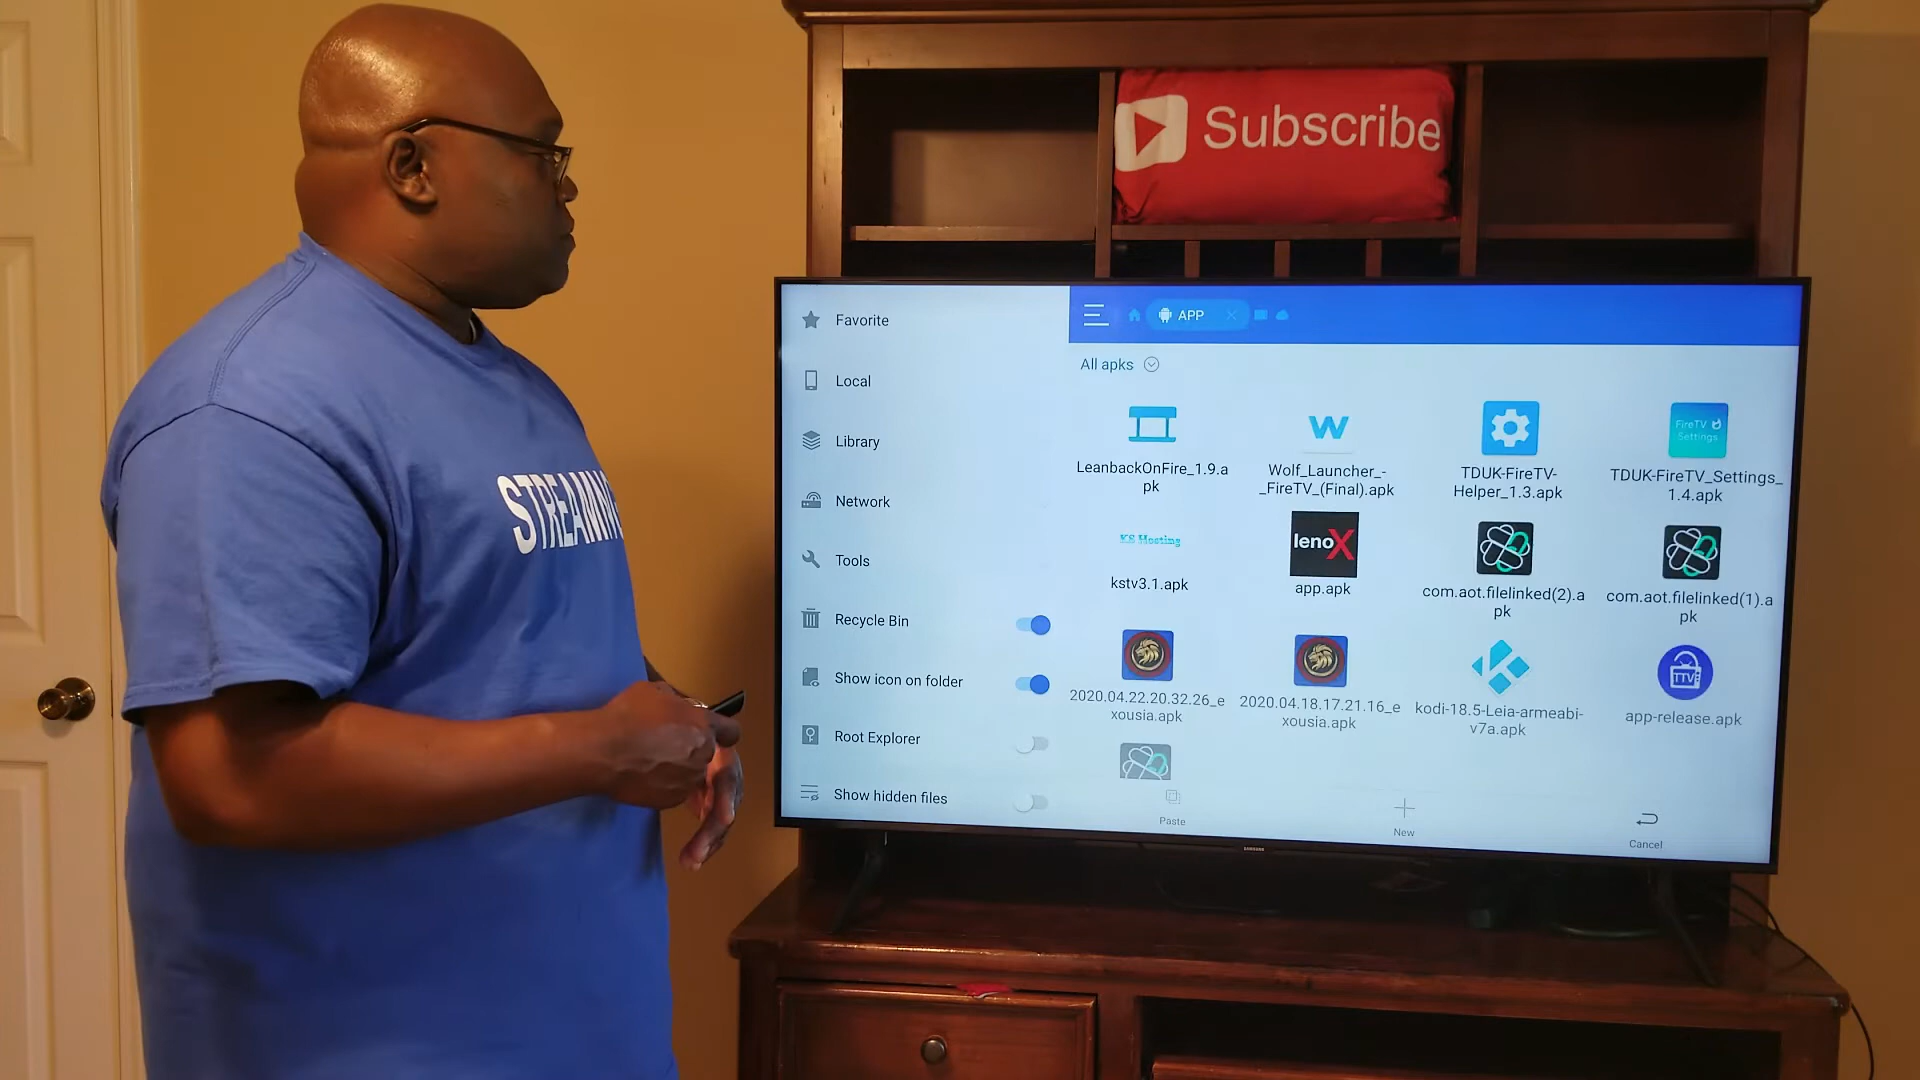 Subscribe
STREAMIN
Favorite
Local
Library
Network
Tools
Recycle Bin
Show icon on folder
Root Explorer
Show hidden files
APP
All apks
LeanbackOnFire_1.9.a
pk
W
Wolf_Launcher_-
_FireTV_(Final).apk
TDUK-FireTV-
Helper_1.3.apk
FireTV
Settings
TDUK-FireTV_Settings_
1.4.apk
KS Hosting
kstv3.1.apk
lenoX
app.apk
com.aot.filelinked(2).a
pk
com.aot.filelinked(1).a
pk
2020.04.22.20.32.26_e
xousia.apk
2020.04.18.17.21.16_e
xousia.apk
kodi-18.5-Leia-armeabi-
v7a.apk
TTV
app-release.apk
Paste
New
Cancel
SAMSUNG